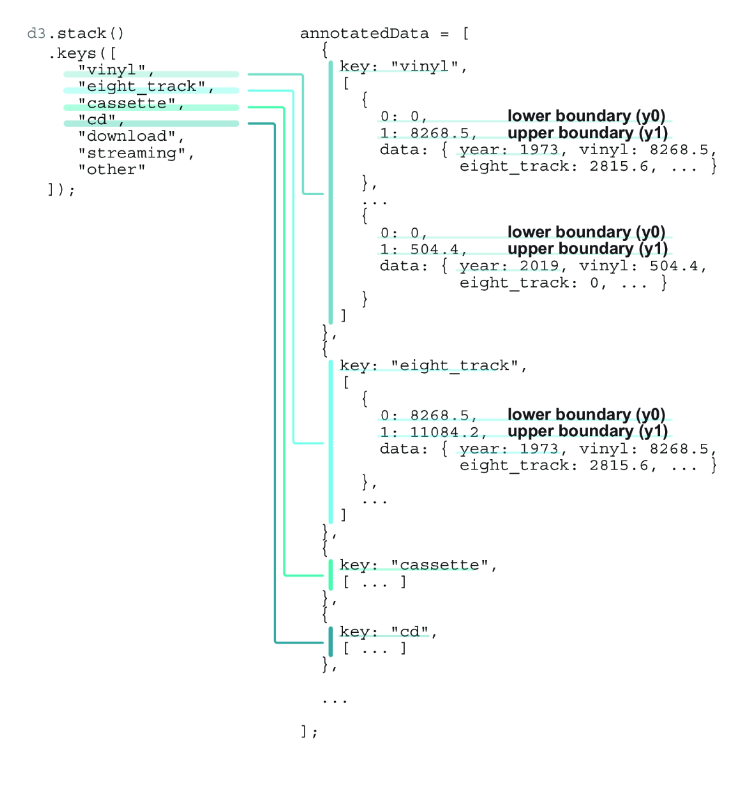 d3.stack()
.keys([
"vinyl",
"eight_track",
"cassette",
"cd",
"download",
"streaming",
"other"
]);
annotatedData = [
{
key: "vinyl",
[
{
0: 0, lower boundary (y0)
1: 8268.5, upper boundary (y1)
data: { year: 1973, vinyl: 8268.5,
eight_track: 2815.6, ... }
},
...
{
0: 0, lower boundary (y0)
1: 504.4, upper boundary (y1)
data: { year: 2019, vinyl: 504.4,
eight_track: 0, ... }
}
]
},
{
key: "eight_track",
[
{
0: 8268.5, lower boundary (y0)
1: 11084.2, upper boundary (y1)
data: { year: 1973, vinyl: 8268.5,
eight_track: 2815.6, ... }
},
...
]
},
{
key: "cassette",
[ ... ]
},
{
key: "cd",
[ ... ]
},
...
];